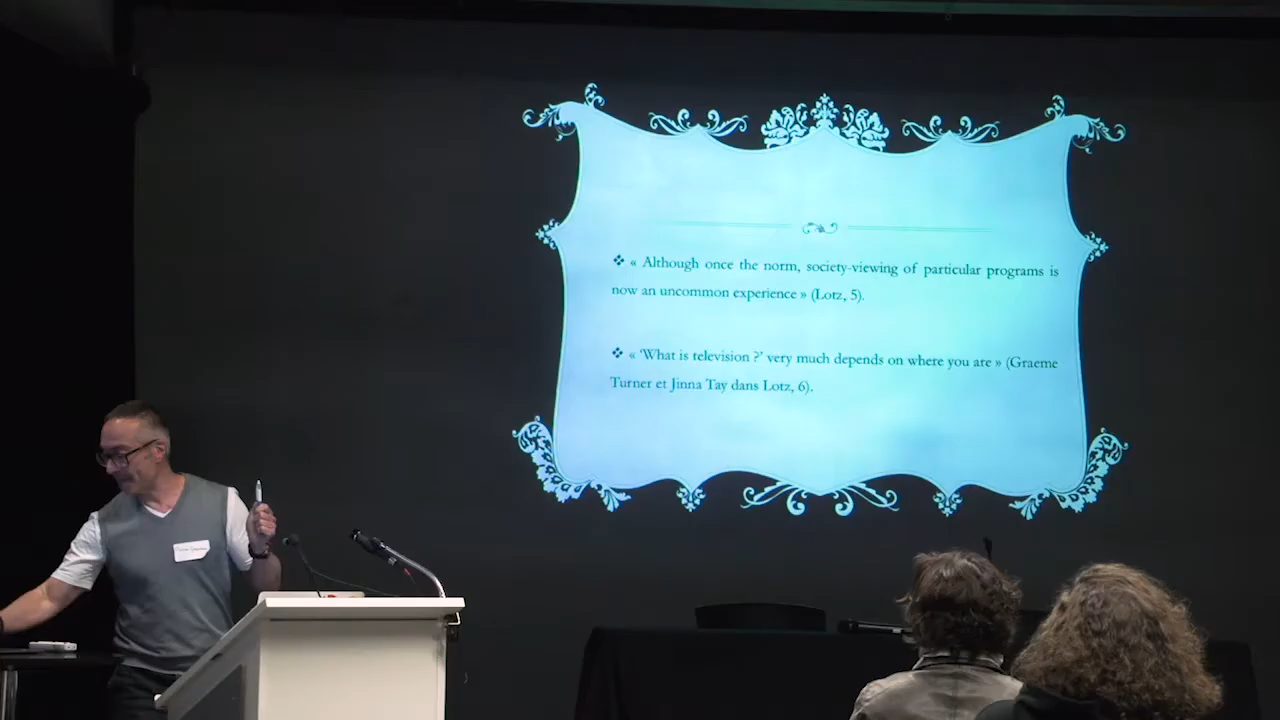 ❖ « Although once the norm, society-viewing of particular programs is
now an uncommon experience » (Lotz, 5).
❖ « 'What is television ?' very much depends on where you are » (Graeme
Turner et Jinna Tay dans Lotz, 6).